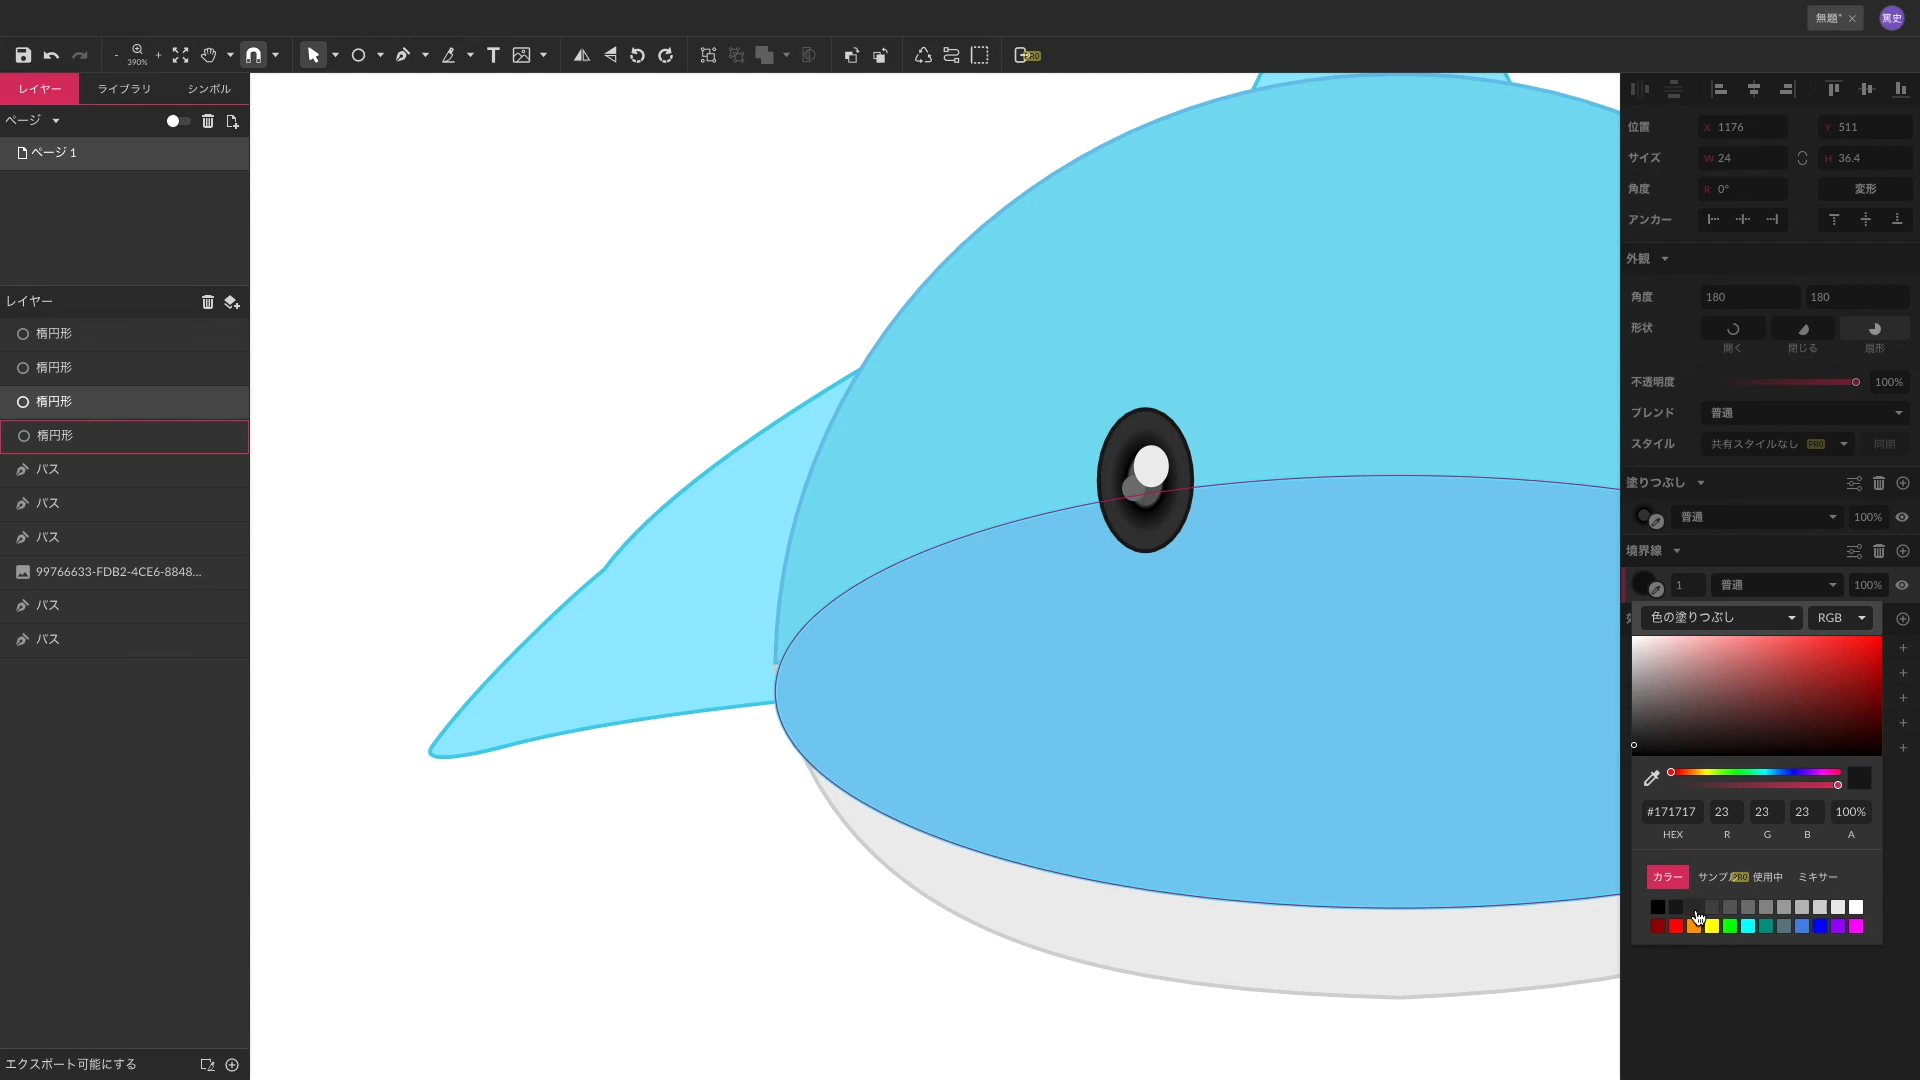 無題*
篤史
390%
PRO
レイヤー
ライブラリ
シンボル
ページ
ページ 1
レイヤー
楕円形
楕円形
楕円形
楕円形
パス
パス
パス
99766633-FDB2-4CE6-8848...
パス
パス
エクスポート可能にする
位置
X 1176
Y 511
サイズ
W 24
H 36.4
角度
R 0°
変形
アンカー
外観
角度
180
180
形状
開く
閉じる
扇形
不透明度
100%
ブレンド
普通
スタイル
共有スタイルなし PRO
同期
塗りつぶし
普通
100%
境界線
1
普通
100%
色の塗りつぶし
RGB
#171717
23
23
23
100%
HEX
R
G
B
A
カラー
サンプル
PRO
使用中
ミキサー